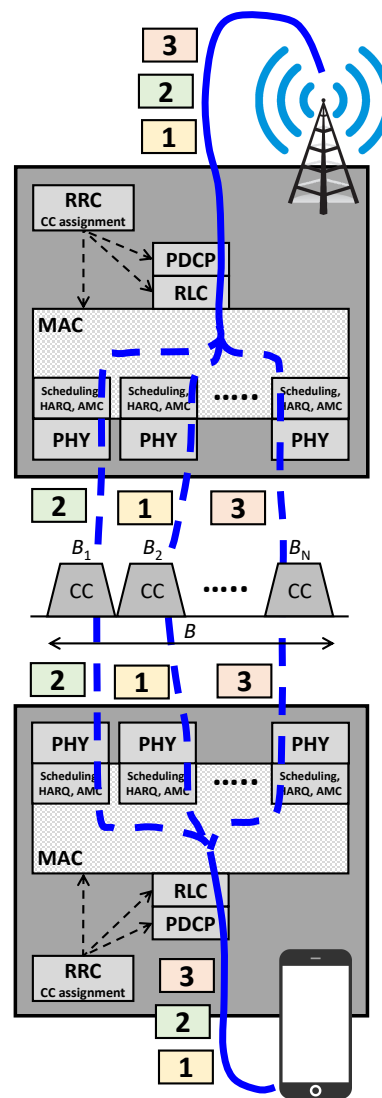 3
2
1
RRC
CC assignment
PDCP
RLC
MAC
Scheduling,
HARQ, AMC
Scheduling,
HARQ, AMC
.....
Scheduling,
HARQ, AMC
PHY
PHY
PHY
2
1
3
B1
B2
BN
CC
CC
.....
CC
B
2
1
3
PHY
PHY
PHY
Scheduling,
HARQ, AMC
Scheduling,
HARQ, AMC
.....
Scheduling,
HARQ, AMC
MAC
RLC
PDCP
RRC
CC assignment
3
2
1